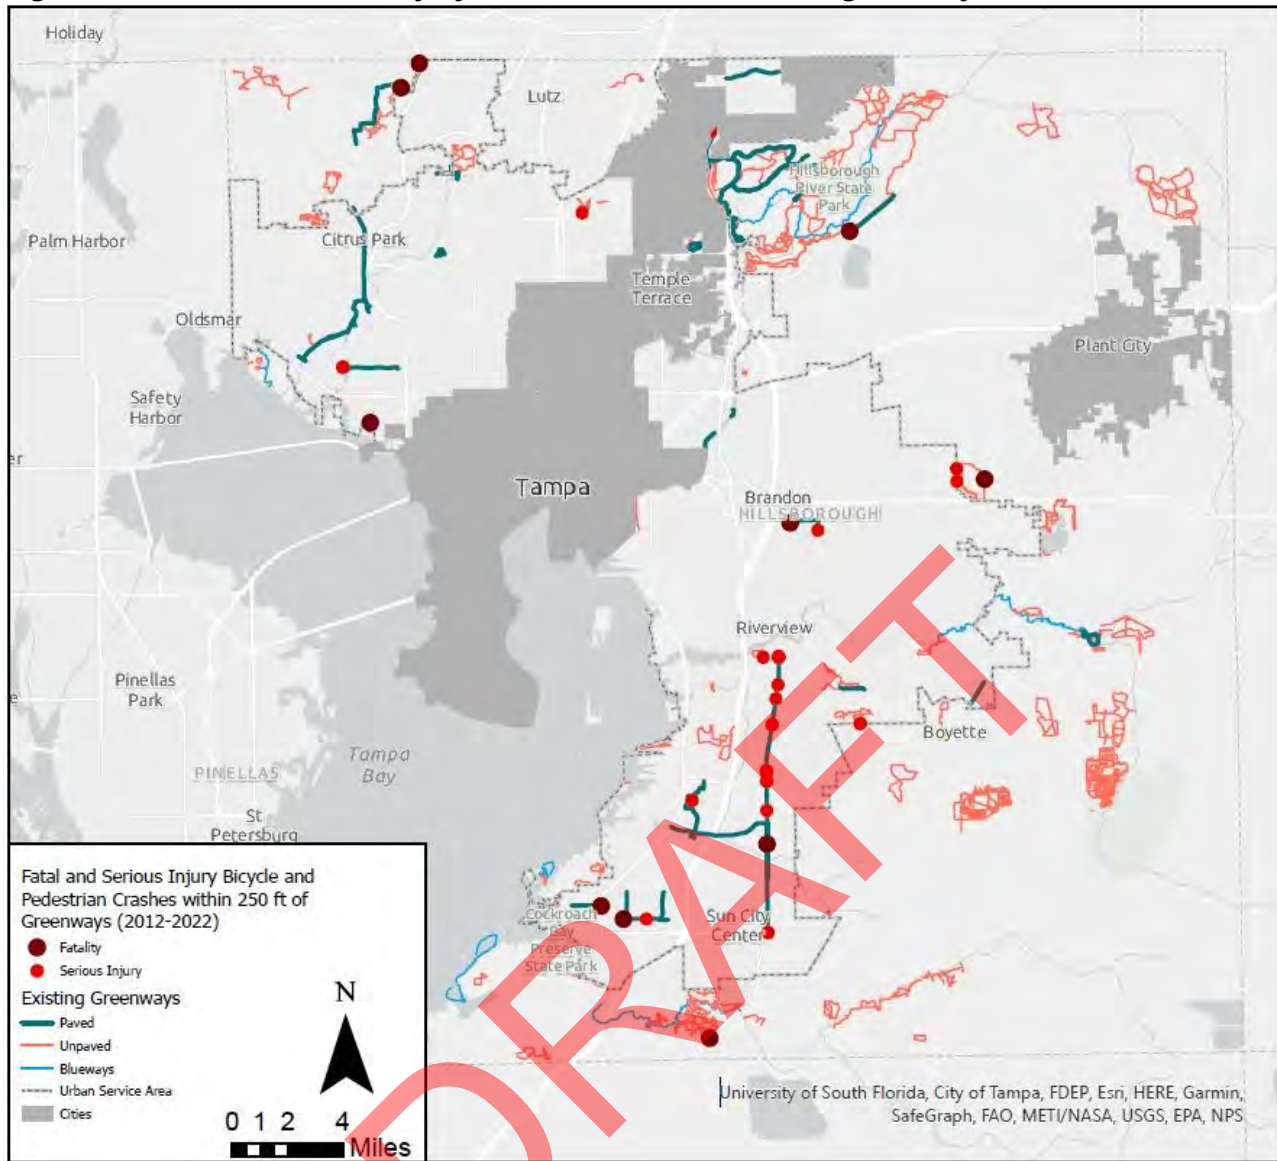 Holiday
Lutz
Hillsborough
River State
Park
Palm Harbor
Citrus Park
Temple
Terrace
Oldsmar
Plant City
Safety
Harbor
er
Tampa
Brandon
HILLSBOROUGH
Riverview
Pinellas
Park
e
Boyette
Tampa
Bay
PINELLAS
St
Petersburg
Cockroach
Bay
Preserve
State Park
Sun City
Center
DRAFT
Fatal and Serious Injury Bicycle and
Pedestrian Crashes within 250 ft of
Greenways (2012-2022)
Fatality
Serious Injury
Existing Greenways
Paved
Unpaved
Blueways
Urban Service Area
Cities
N
0 1 2 4
Miles
University of South Florida, City of Tampa, FDEP, Esri, HERE, Garmin,
SafeGraph, FAO, METI/NASA, USGS, EPA, NPS